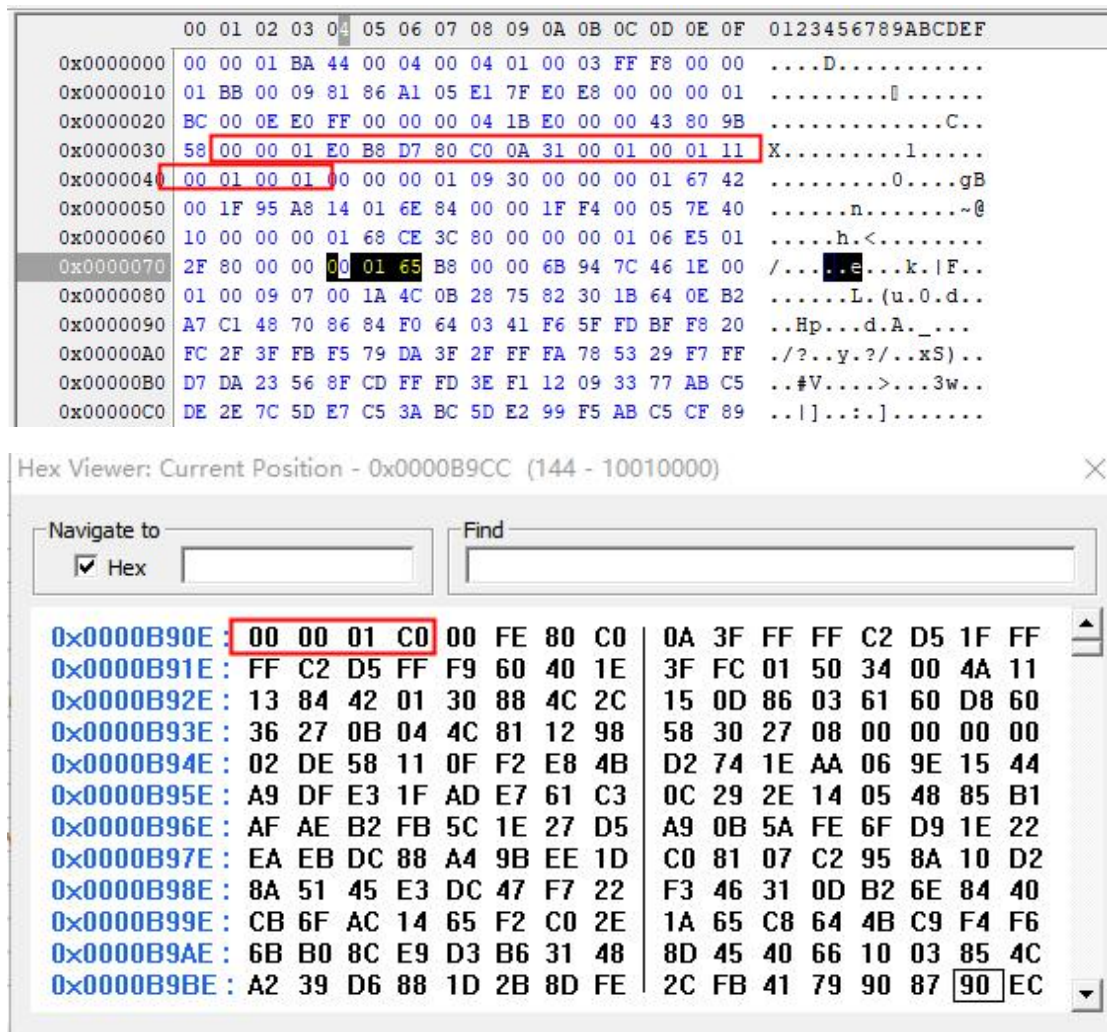 00 01 02 03 04 05 06 07 08 09 0A 0B 0C 0D 0E 0F 0123456789ABCDEF
0x0000000 00 00 01 BA 44 00 04 00 04 01 00 03 FF F8 00 00 ....D...........
0x0000010 01 BB 00 09 81 86 A1 05 E1 7F E0 E8 00 00 00 01 .........▯......
0x0000020 BC 00 0E E0 FF 00 00 00 04 1B E0 00 00 43 80 9B .............C..
0x0000030 58 00 00 01 E0 B8 D7 80 C0 0A 31 00 01 00 01 11 X.........1.....
0x0000040 00 01 00 01 00 00 00 01 09 30 00 00 00 01 67 42 .........0....gB
0x0000050 00 1F 95 A8 14 01 6E 84 00 00 1F F4 00 05 7E 40 ......n.......~@
0x0000060 10 00 00 00 01 68 CE 3C 80 00 00 00 01 06 E5 01 .....h.<........
0x0000070 2F 80 00 00 00 01 65 B8 00 00 6B 94 7C 46 1E 00 /.....e...k.|F..
0x0000080 01 00 09 07 00 1A 4C 0B 28 75 82 30 1B 64 0E B2 ......L.(u.0.d..
0x0000090 A7 C1 48 70 86 84 F0 64 03 41 F6 5F FD BF F8 20 ..Hp...d.A._...
0x00000A0 FC 2F 3F FB F5 79 DA 3F 2F FF FA 78 53 29 F7 FF ./?..y.?/..xS)..
0x00000B0 D7 DA 23 56 8F CD FF FD 3E F1 12 09 33 77 AB C5 ..#V....>...3w..
0x00000C0 DE 2E 7C 5D E7 C5 3A BC 5D E2 99 F5 AB C5 CF 89 ..|]..:.].......
Hex Viewer: Current Position - 0x0000B9CC (144 - 10010000)
Navigate to Find
Hex
0x0000B90E : 00 00 01 C0 00 FE 80 C0 0A 3F FF FF C2 D5 1F FF
0x0000B91E : FF C2 D5 FF F9 60 40 1E 3F FC 01 50 34 00 4A 11
0x0000B92E : 13 84 42 01 30 88 4C 2C 15 0D 86 03 61 60 D8 60
0x0000B93E : 36 27 0B 04 4C 81 12 98 58 30 27 08 00 00 00 00
0x0000B94E : 02 DE 58 11 0F F2 E8 4B D2 74 1E AA 06 9E 15 44
0x0000B95E : A9 DF E3 1F AD E7 61 C3 0C 29 2E 14 05 48 85 B1
0x0000B96E : AF AE B2 FB 5C 1E 27 D5 A9 0B 5A FE 6F D9 1E 22
0x0000B97E : EA EB DC 88 A4 9B EE 1D C0 81 07 C2 95 8A 10 D2
0x0000B98E : 8A 51 45 E3 DC 47 F7 22 F3 46 31 0D B2 6E 84 40
0x0000B99E : CB 6F AC 14 65 F2 C0 2E 1A 65 C8 64 4B C9 F4 F6
0x0000B9AE : 6B B0 8C E9 D3 B6 31 48 8D 45 40 66 10 03 85 4C
0x0000B9BE : A2 39 D6 88 1D 2B 8D FE 2C FB 41 79 90 87 90 EC